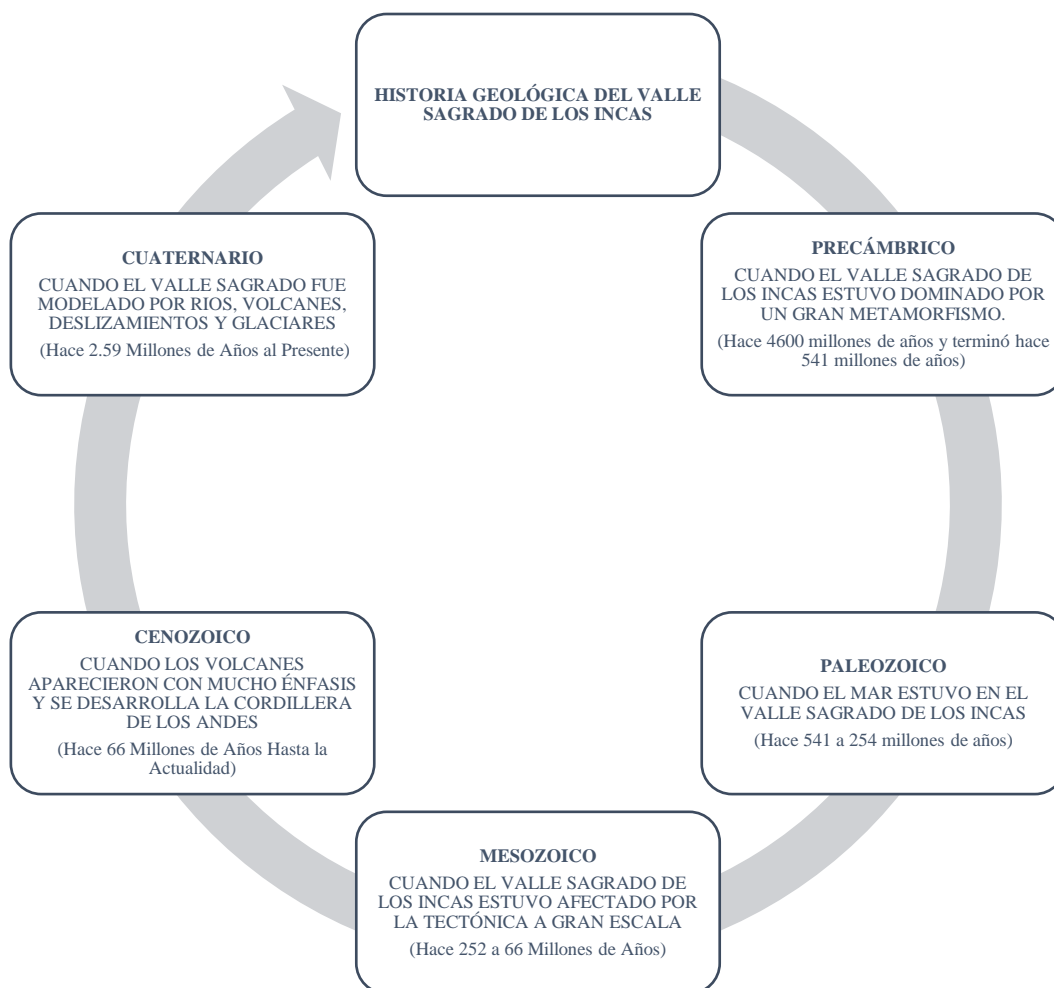 HISTORIA GEOLÓGICA DEL VALLE
SAGRADO DE LOS INCAS
PRECÁMBRICO
CUANDO EL VALLE SAGRADO DE
LOS INCAS ESTUVO DOMINADO POR
UN GRAN METAMORFISMO.
(Hace 4600 millones de años y terminó hace
541 millones de años)
PALEOZOICO
CUANDO EL MAR ESTUVO EN EL
VALLE SAGRADO DE LOS INCAS
(Hace 541 a 254 millones de años)
MESOZOICO
CUANDO EL VALLE SAGRADO DE
LOS INCAS ESTUVO AFECTADO POR
LA TECTÓNICA A GRAN ESCALA
(Hace 252 a 66 Millones de Años)
CENOZOICO
CUANDO LOS VOLCANES
APARECIERON CON MUCHO ÉNFASIS
Y SE DESARROLLA LA CORDILLERA
DE LOS ANDES
(Hace 66 Millones de Años Hasta la
Actualidad)
CUATERNARIO
CUANDO EL VALLE SAGRADO FUE
MODELADO POR RIOS, VOLCANES,
DESLIZAMIENTOS Y GLACIARES
(Hace 2.59 Millones de Años al Presente)